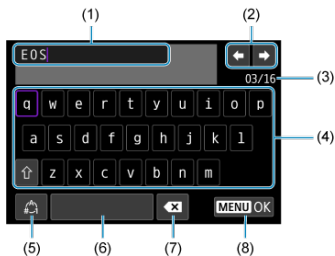 (1)
(2)
EOS
03/16
(3)
q w e r t y u i o p
(4)
a s d f g h j k l
z x c v b n m
MENU OK
(5)
(6)
(7)
(8)